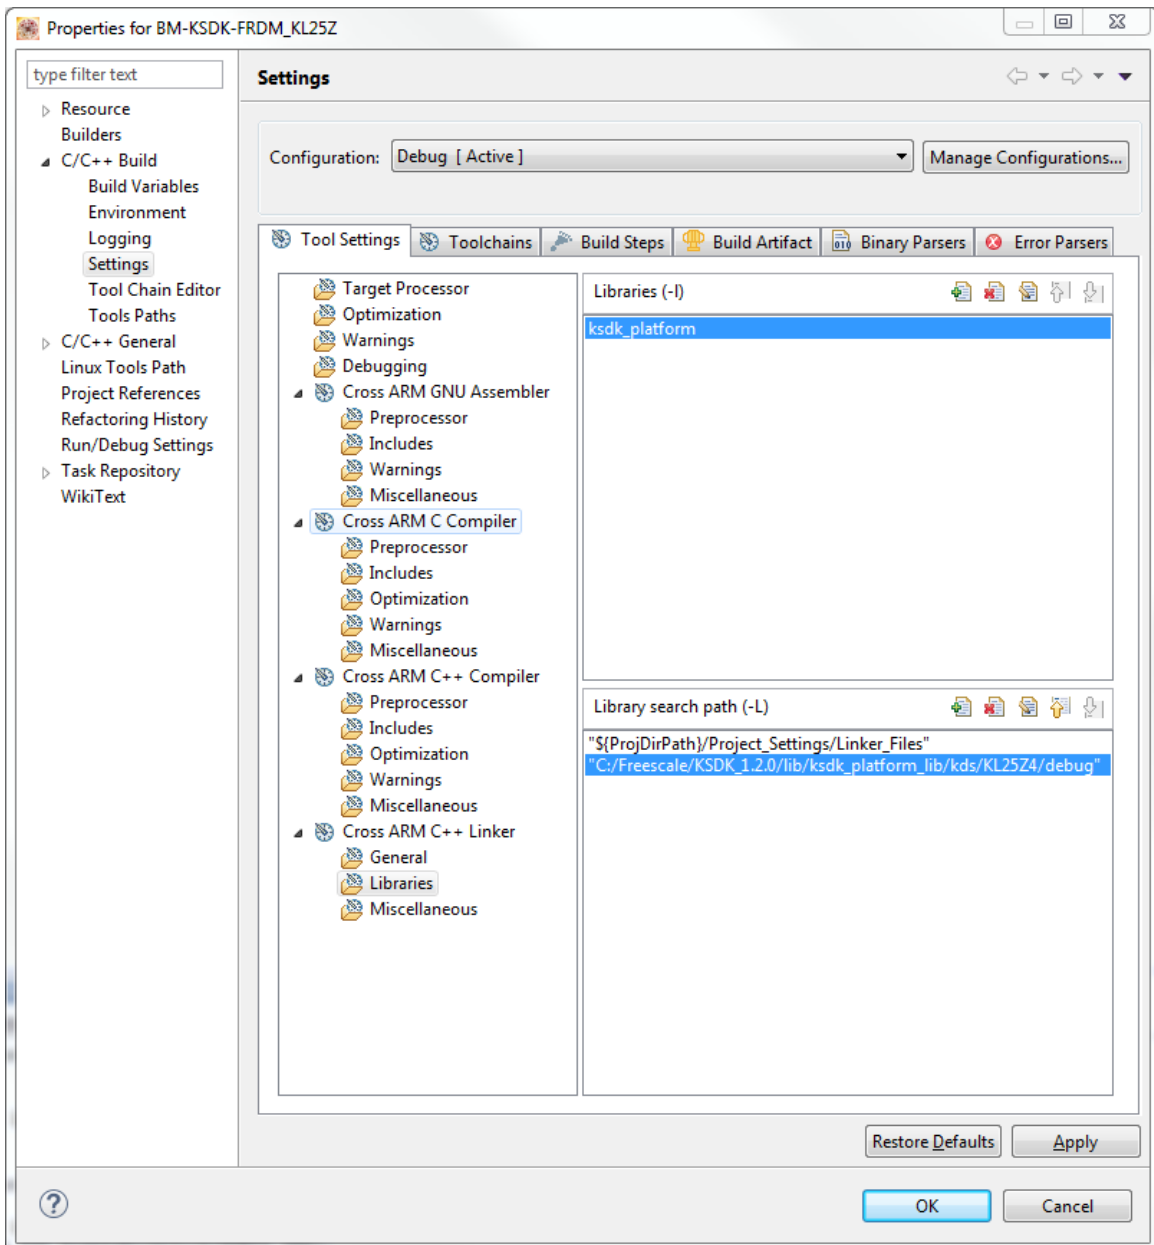 Properties for BM-KSDK-FRDM_KL25Z
type filter text
Resource
Builders
C/C++ Build
Build Variables
Environment
Logging
Settings
Tool Chain Editor
Tools Paths
C/C++ General
Linux Tools Path
Project References
Refactoring History
Run/Debug Settings
Task Repository
WikiText
Settings
Configuration: Debug [ Active ] Manage Configurations...
Tool Settings Toolchains Build Steps Build Artifact Binary Parsers Error Parsers
Target Processor
Optimization
Warnings
Debugging
Cross ARM GNU Assembler
Preprocessor
Includes
Warnings
Miscellaneous
Cross ARM C Compiler
Preprocessor
Includes
Optimization
Warnings
Miscellaneous
Cross ARM C++ Compiler
Preprocessor
Includes
Optimization
Warnings
Miscellaneous
Cross ARM C++ Linker
General
Libraries
Miscellaneous
Libraries (-l)
ksdk_platform
Library search path (-L)
"${ProjDirPath}/Project_Settings/Linker_Files"
"C:/Freescale/KSDK_1.2.0/lib/ksdk_platform_lib/kds/KL25Z4/debug"
Restore Defaults Apply
OK Cancel